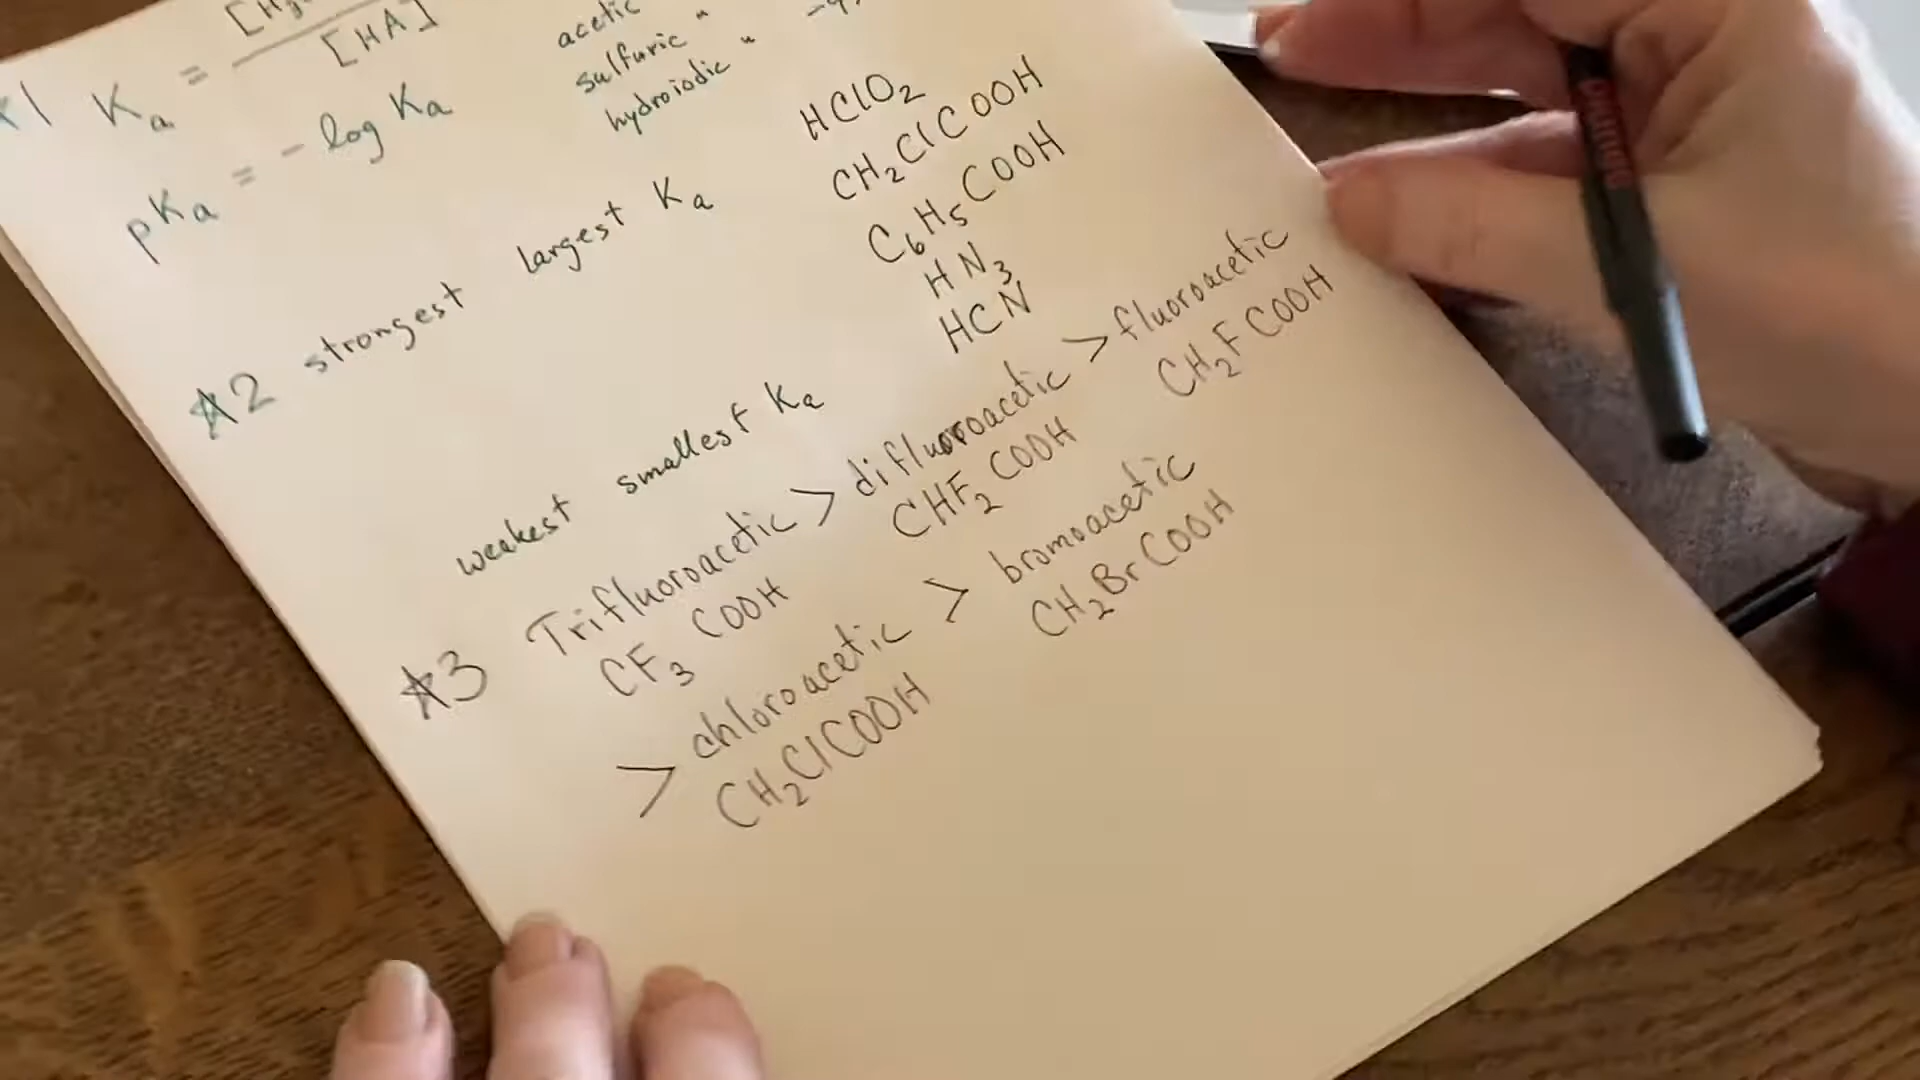 [HA]
1 Ka =
pKa = - log Ka
acetic
sulfuric "
hydroiodic "
☆2 strongest largest Ka
HClO2
CH2ClCOOH
C6H5COOH
HN3
HCN
weakest smallest Ka
☆3 Trifluoroacetic > difluoroacetic > fluoroacetic
CF3 COOH CHF2 COOH CH2F COOH
> chloroacetic > bromoacetic
CH2ClCOOH CH2BrCOOH